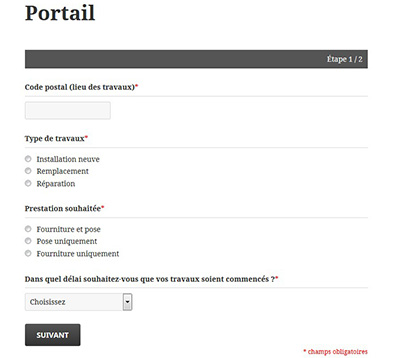 Portail
Étape 1 / 2
Code postal (lieu des travaux)*
Type de travaux*
Installation neuve
Remplacement
Réparation
Prestation souhaitée*
Fourniture et pose
Pose uniquement
Fourniture uniquement
Dans quel délai souhaitez-vous que vos travaux soient commencés ?*
Choisissez
SUIVANT
* champs obligatoires